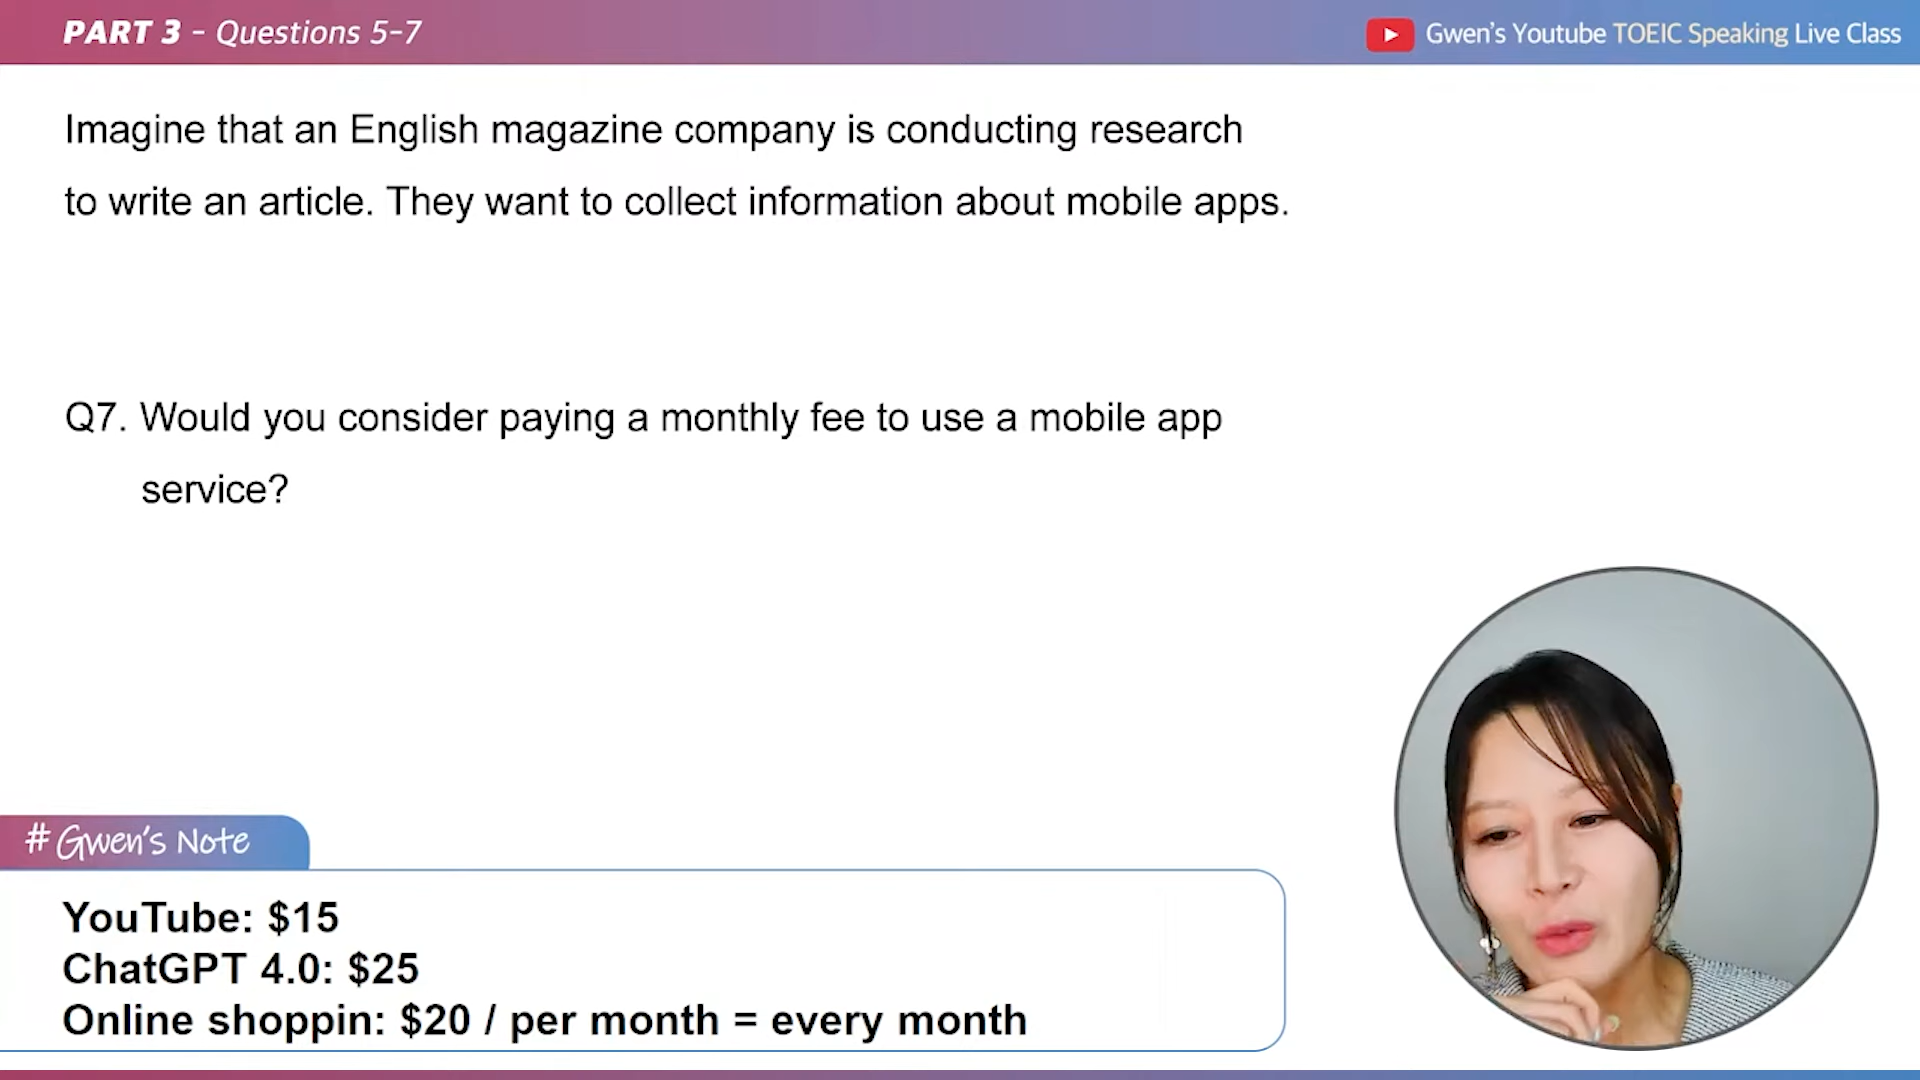 PART 3 - Questions 5-7
Gwen's Youtube TOEIC Speaking Live Class
Imagine that an English magazine company is conducting research
to write an article. They want to collect information about mobile apps.
Q7. Would you consider paying a monthly fee to use a mobile app
service?
# Gwen's Note
YouTube: $15
ChatGPT 4.0: $25
Online shoppin: $20 / per month = every month